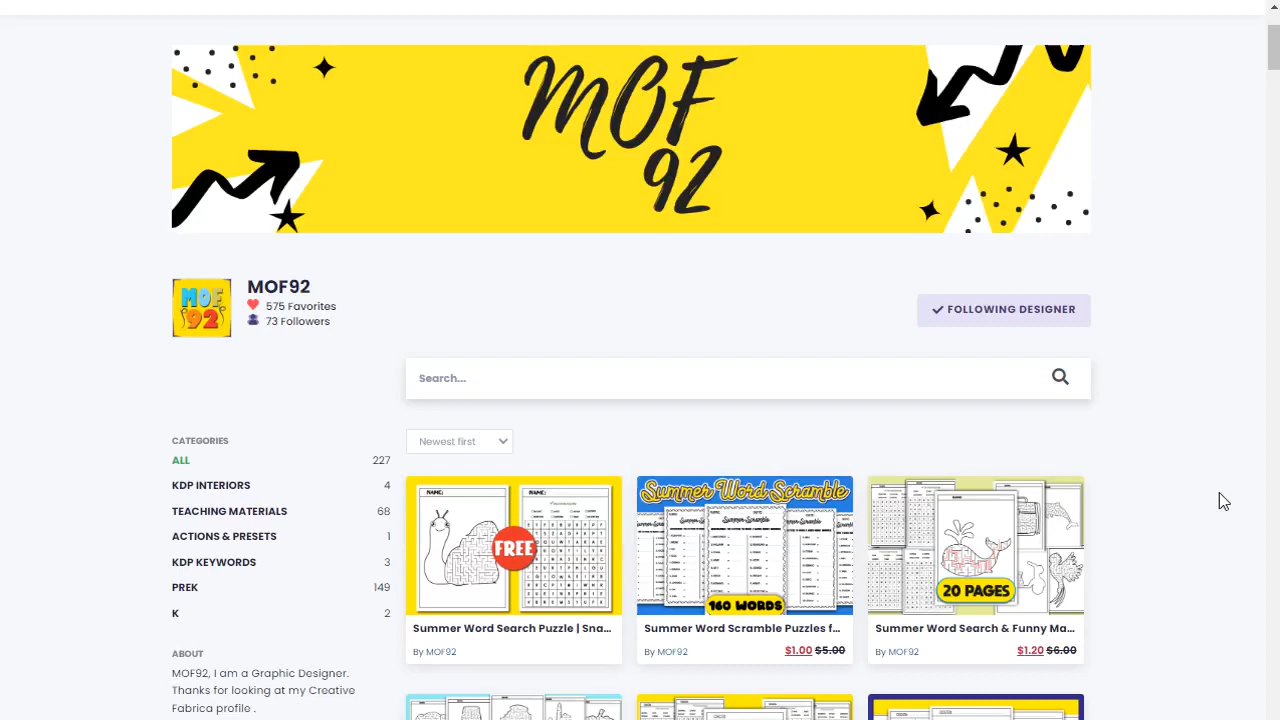 MOF
92
MOF
92
MOF92
575 Favorites
73 Followers
FOLLOWING DESIGNER
Search...
CATEGORIES
Newest first
ALL 227
KDP INTERIORS 4
TEACHING MATERIALS 68
ACTIONS & PRESETS 1
KDP KEYWORDS 3
PREK 149
K 2
NAME:
NAME:
FREE
Summer Word Scramble
160 WORDS
20 PAGES
Summer Word Search Puzzle | Sna...
By MOF92
Summer Word Scramble Puzzles f...
By MOF92 $1.00 $5.00
Summer Word Search & Funny Ma...
By MOF92 $1.20 $6.00
ABOUT
MOF92, I am a Graphic Designer.
Thanks for looking at my Creative
Fabrica profile .